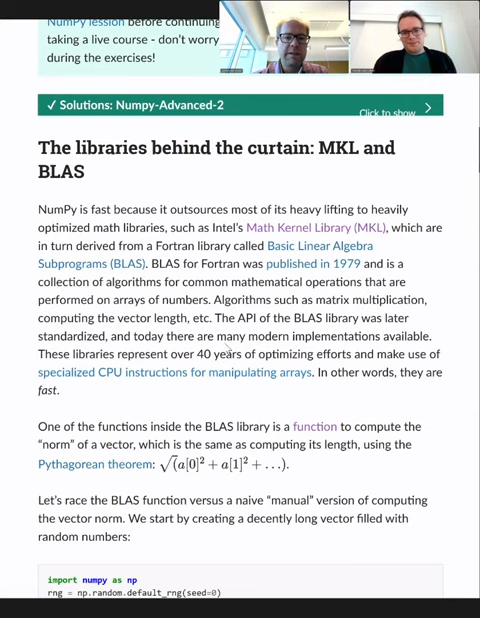 NumPy lession before continuing
taking a live course - don't worry
during the exercises!
✓ Solutions: Numpy-Advanced-2
Click to show
The libraries behind the curtain: MKL and
BLAS
NumPy is fast because it outsources most of its heavy lifting to heavily
optimized math libraries, such as Intel's Math Kernel Library (MKL), which are
in turn derived from a Fortran library called Basic Linear Algebra
Subprograms (BLAS). BLAS for Fortran was published in 1979 and is a
collection of algorithms for common mathematical operations that are
performed on arrays of numbers. Algorithms such as matrix multiplication,
computing the vector length, etc. The API of the BLAS library was later
standardized, and today there are many modern implementations available.
These libraries represent over 40 years of optimizing efforts and make use of
specialized CPU instructions for manipulating arrays. In other words, they are
fast.
One of the functions inside the BLAS library is a function to compute the
“norm” of a vector, which is the same as computing its length, using the
Pythagorean theorem: √(a[0]² + a[1]² + ...).
Let's race the BLAS function versus a naive “manual” version of computing
the vector norm. We start by creating a decently long vector filled with
random numbers:
import numpy as np
rng = np.random.default_rng(seed=0)